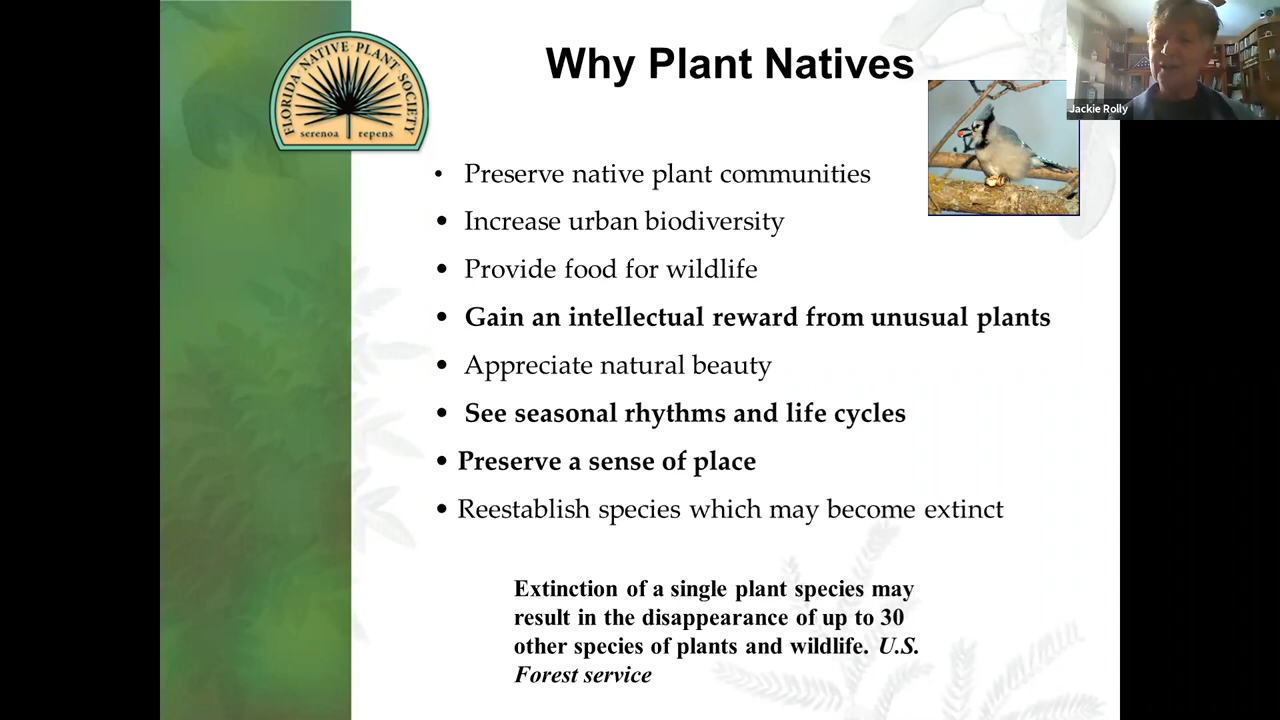 FLORIDA NATIVE PLANT SOCIETY
serenoa repens
Why Plant Natives
Jackie Rolly
• Preserve native plant communities
• Increase urban biodiversity
• Provide food for wildlife
• Gain an intellectual reward from unusual plants
• Appreciate natural beauty
• See seasonal rhythms and life cycles
• Preserve a sense of place
• Reestablish species which may become extinct
Extinction of a single plant species may
result in the disappearance of up to 30
other species of plants and wildlife. U.S.
Forest service